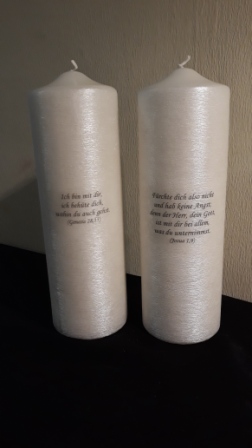 Ich bin mit dir,
ich behüte dich,
wohin du auch gehst.
(Genesis 28,15)
Fürchte dich also nicht
und hab keine Angst,
denn der Herr, dein Gott,
ist mit dir bei allem,
was du unternimmst.
(Josua 1,9)